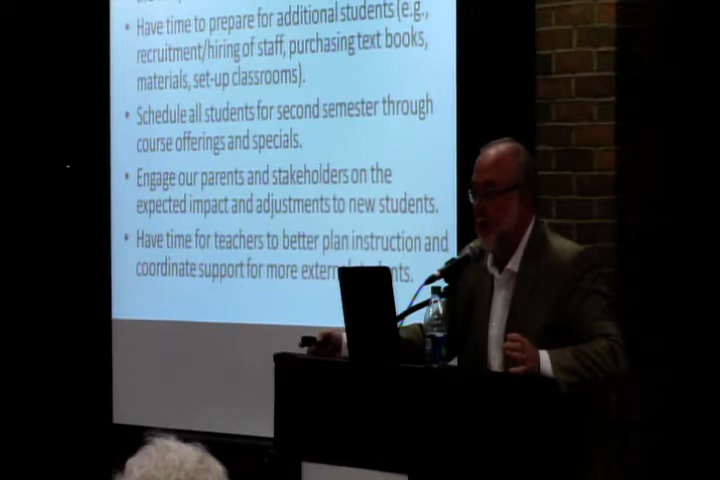 • Have time to prepare for additional students (e.g.,
recruitment/hiring of staff, purchasing text books,
materials, set-up classrooms).
• Schedule all students for second semester through
course offerings and specials.
• Engage our parents and stakeholders on the
expected impact and adjustments to new students.
• Have time for teachers to better plan instruction and
coordinate support for more extern nts.